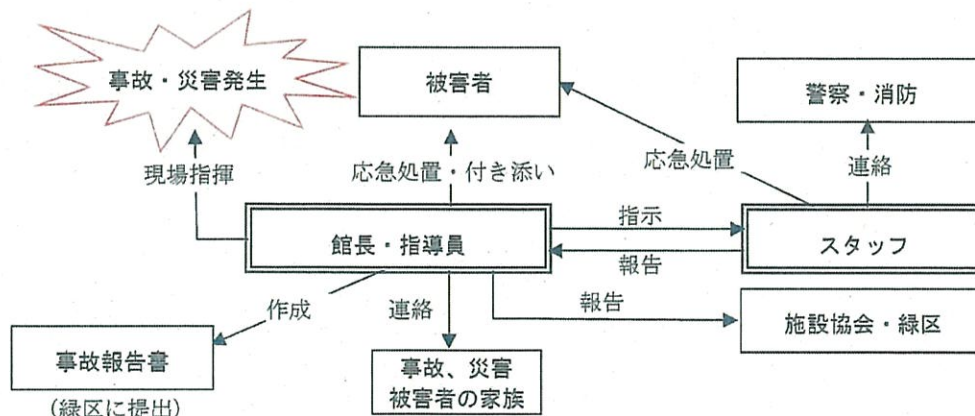 事故・災害発生
被害者
警察・消防
現場指揮
応急処置・付き添い
応急処置
連絡
館長・指導員
指示
報告
スタッフ
作成
連絡
報告
施設協会・緑区
事故報告書
(緑区に提出)
事故、災害
被害者の家族